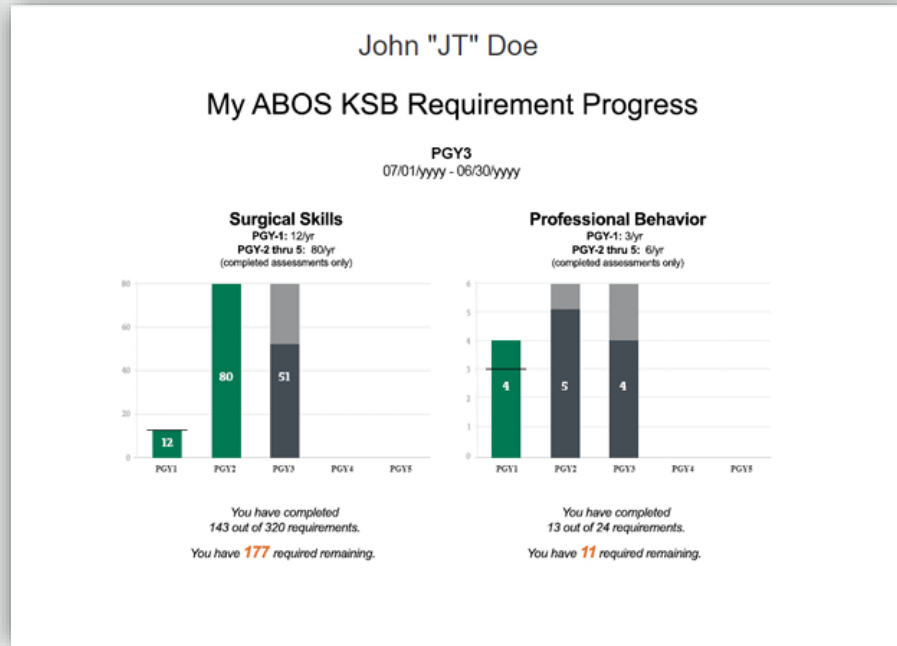 John "JT" Doe
My ABOS KSB Requirement Progress
PGY3
07/01/yyyy - 06/30/yyyy
Surgical Skills
PGY-1: 12/yr
PGY-2 thru 5: 80/yr
(completed assessments only)
80
60
40
20
0
12
80
51
PGY1
PGY2
PGY3
PGY4
PGY5
You have completed
143 out of 320 requirements.
You have 177 required remaining.
Professional Behavior
PGY-1: 3/yr
PGY-2 thru 5: 6/yr
(completed assessments only)
6
5
4
3
2
1
0
4
5
4
PGY1
PGY2
PGY3
PGY4
PGY5
You have completed
13 out of 24 requirements.
You have 11 required remaining.